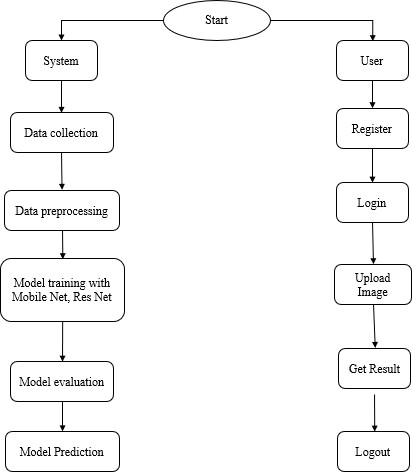 Start
System
Data collection
Data preprocessing
Model training with
Mobile Net, Res Net
Model evaluation
Model Prediction
User
Register
Login
Upload
Image
Get Result
Logout